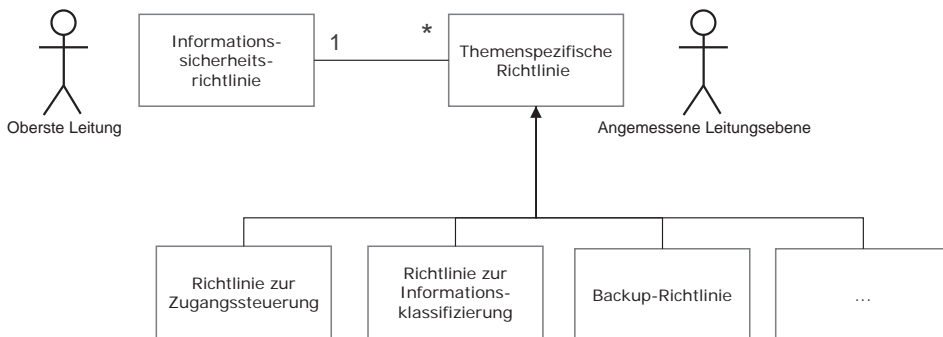 Informations-
sicherheits-
richtlinie
1
*
Themenspezifische
Richtlinie
Oberste Leitung
Angemessene Leitungsebene
Richtlinie zur
Zugangssteuerung
Richtlinie zur
Informations-
klassifizierung
Backup-Richtlinie
...